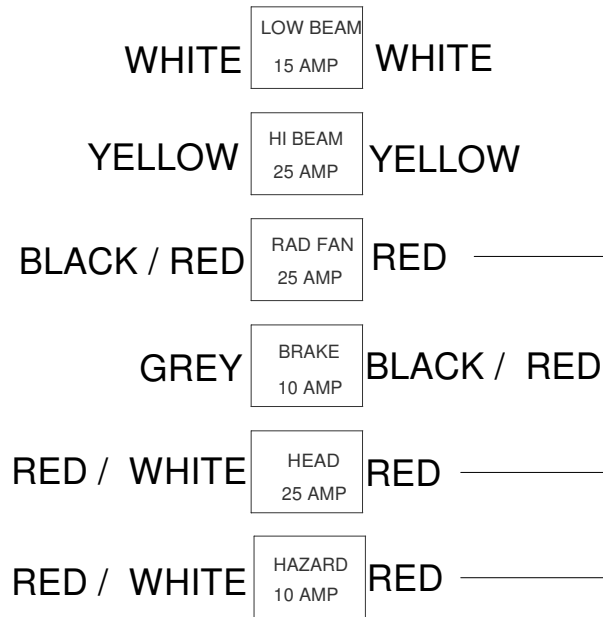 LOW BEAM
WHITE 15 AMP WHITE
HI BEAM
YELLOW 25 AMP YELLOW
RAD FAN
BLACK / RED 25 AMP RED
BRAKE
GREY 10 AMP BLACK / RED
HEAD
RED / WHITE 25 AMP RED
HAZARD
RED / WHITE 10 AMP RED